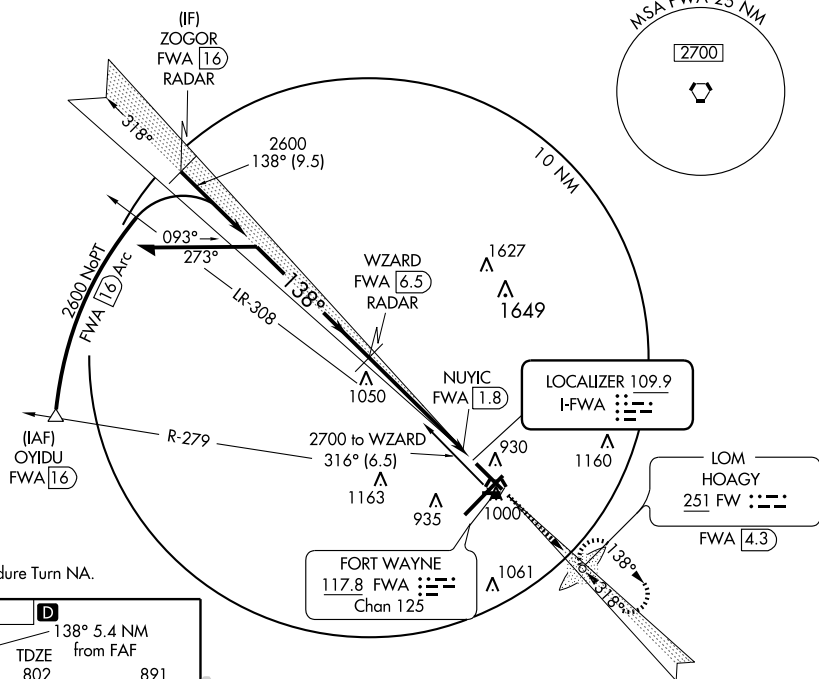 (IF)
ZOGOR
FWA 16
RADAR
MSA FWA 25 NM
2700
318°
2600
138° (9.5)
10 NM
093°
273°
2600 NoPT
FWA 16 Arc
LR-308
138°
WZARD
FWA 6.5
RADAR
1627
1649
1050
NUYIC
FWA 1.8
LOCALIZER 109.9
I-FWA
(IAF)
OYIDU
FWA 16
R-279
2700 to WZARD
316° (6.5)
930
1160
1163
935
1000
LOM
HOAGY
251 FW
FWA 4.3
FORT WAYNE
117.8 FWA
Chan 125
1061
138°
318°
dure Turn NA.
D
138° 5.4 NM
from FAF
TDZE
802
891